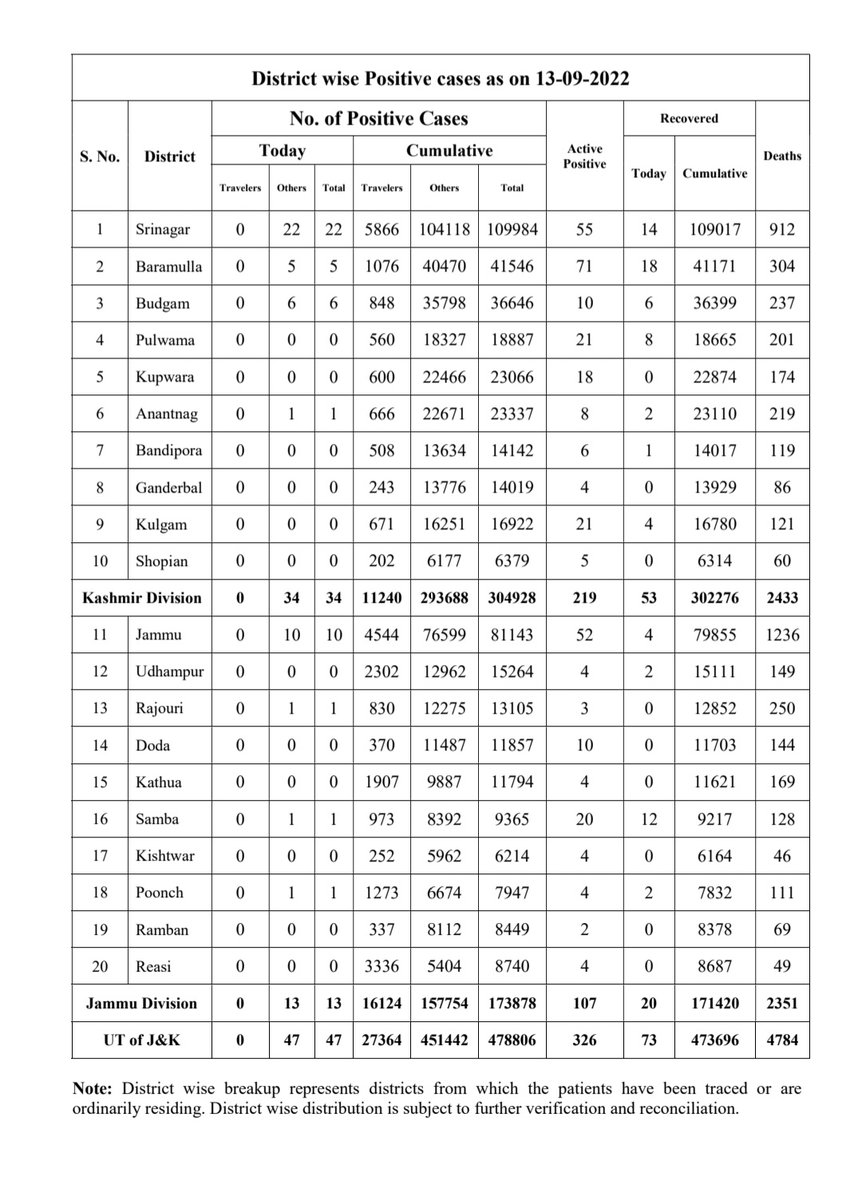 District wise Positive cases as on 13-09-2022
S. No. District No. of Positive Cases Active Positive Recovered Deaths
Today Cumulative Today Cumulative
Travelers Others Total Travelers Others Total
1 Srinagar 0 22 22 5866 104118 109984 55 14 109017 912
2 Baramulla 0 5 5 1076 40470 41546 71 18 41171 304
3 Budgam 0 6 6 848 35798 36646 10 6 36399 237
4 Pulwama 0 0 0 560 18327 18887 21 8 18665 201
5 Kupwara 0 0 0 600 22466 23066 18 0 22874 174
6 Anantnag 0 1 1 666 22671 23337 8 2 23110 219
7 Bandipora 0 0 0 508 13634 14142 6 1 14017 119
8 Ganderbal 0 0 0 243 13776 14019 4 0 13929 86
9 Kulgam 0 0 0 671 16251 16922 21 4 16780 121
10 Shopian 0 0 0 202 6177 6379 5 0 6314 60
Kashmir Division 0 34 34 11240 293688 304928 219 53 302276 2433
11 Jammu 0 10 10 4544 76599 81143 52 4 79855 1236
12 Udhampur 0 0 0 2302 12962 15264 4 2 15111 149
13 Rajouri 0 1 1 830 12275 13105 3 0 12852 250
14 Doda 0 0 0 370 11487 11857 10 0 11703 144
15 Kathua 0 0 0 1907 9887 11794 4 0 11621 169
16 Samba 0 1 1 973 8392 9365 20 12 9217 128
17 Kishtwar 0 0 0 252 5962 6214 4 0 6164 46
18 Poonch 0 1 1 1273 6674 7947 4 2 7832 111
19 Ramban 0 0 0 337 8112 8449 2 0 8378 69
20 Reasi 0 0 0 3336 5404 8740 4 0 8687 49
Jammu Division 0 13 13 16124 157754 173878 107 20 171420 2351
UT of J&K 0 47 47 27364 451442 478806 326 73 473696 4784
Note: District wise breakup represents districts from which the patients have been traced or are
ordinarily residing. District wise distribution is subject to further verification and reconciliation.